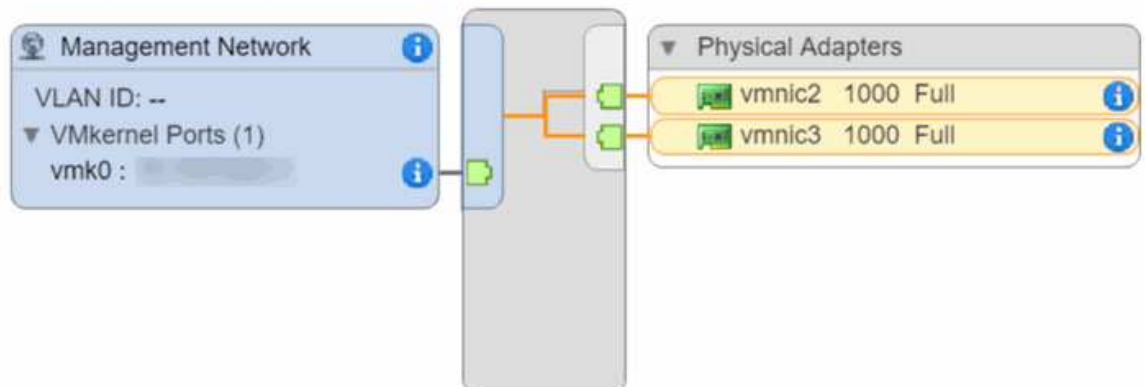 Management Network
VLAN ID: --
VMkernel Ports (1)
vmk0 :
Physical Adapters
vmnic2 1000 Full
vmnic3 1000 Full